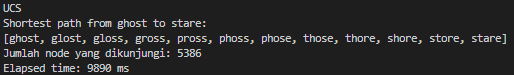 UCS
Shortest path from ghost to stare:
[ghost, glost, gloss, gross, pross, phoss, phose, those, thore, shore, store, stare]
Jumlah node yang dikunjungi: 5386
Elapsed time: 9890 ms